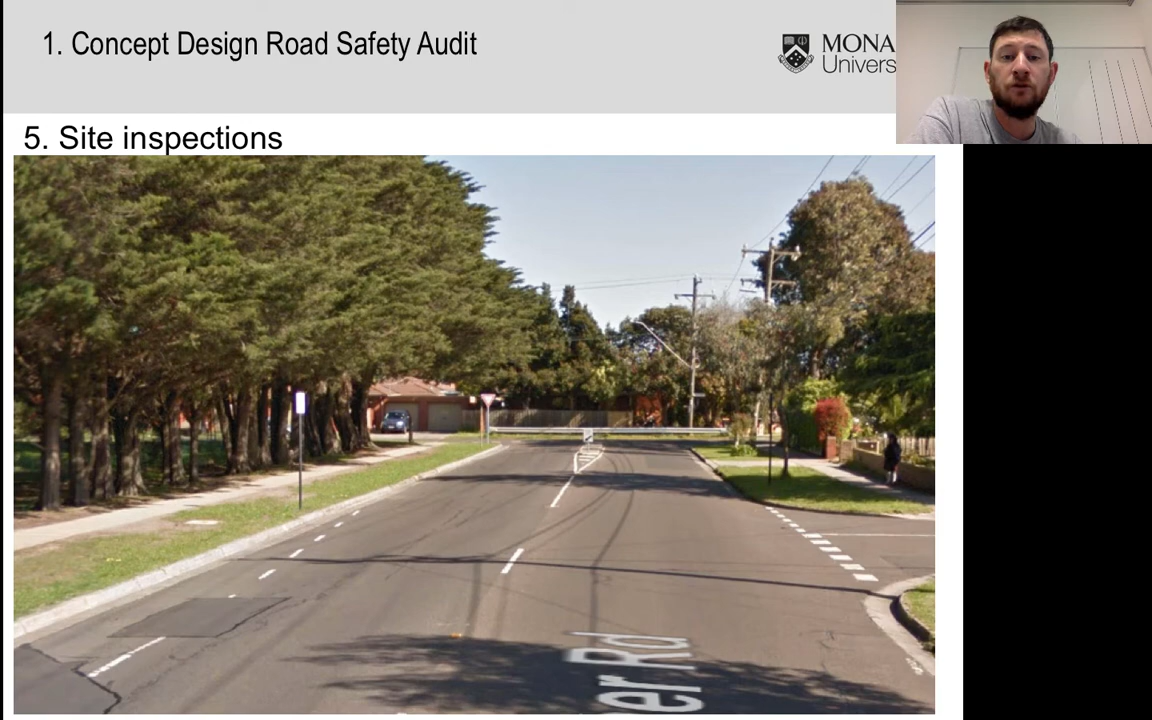 1. Concept Design Road Safety Audit
MONA
Univers
5. Site inspections
er Rd